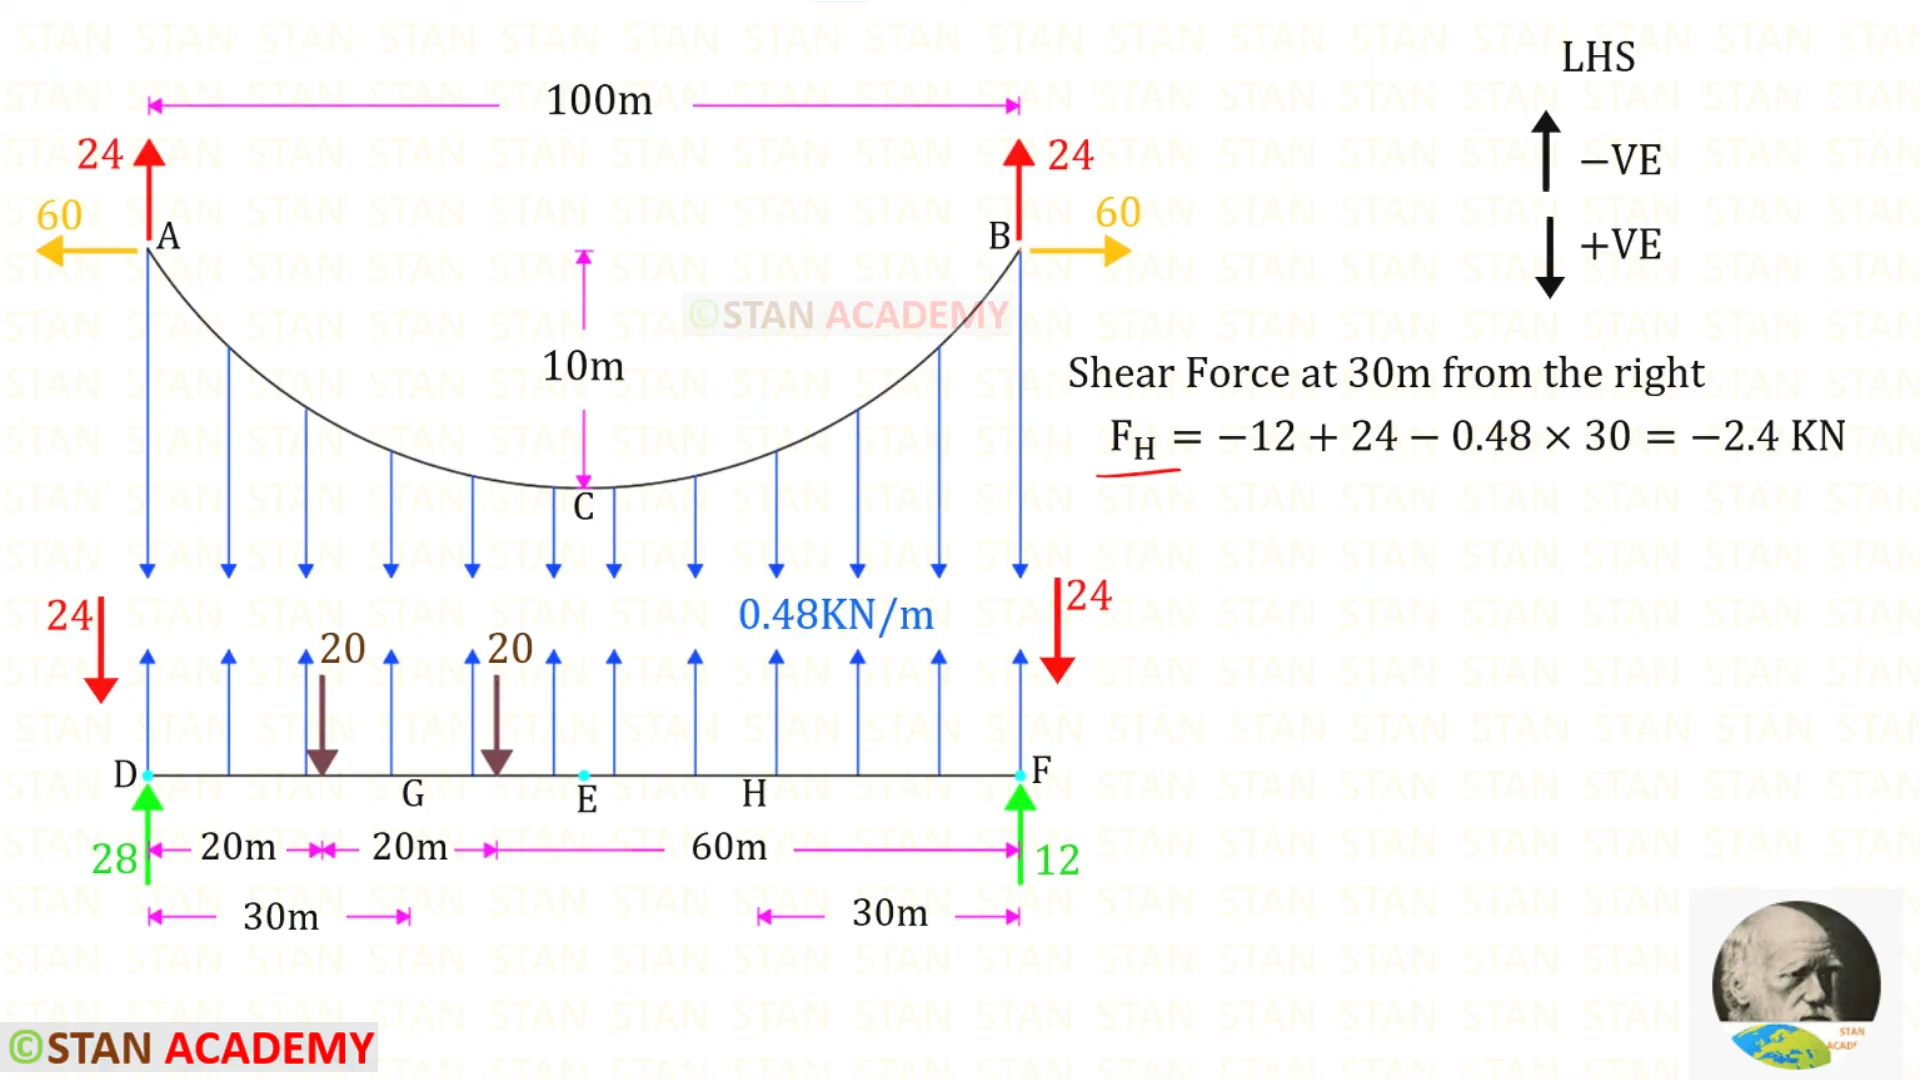 LHS
100m
24
24
−VE
60
60
A
B
+VE
©STAN ACADEMY
10m
Shear Force at 30m from the right
F_H = −12 + 24 − 0.48 × 30 = −2.4 KN
C
24
24
0.48KN/m
20
20
D
F
G
E
H
20m
20m
60m
28
12
30m
30m
©STAN ACADEMY
STAN